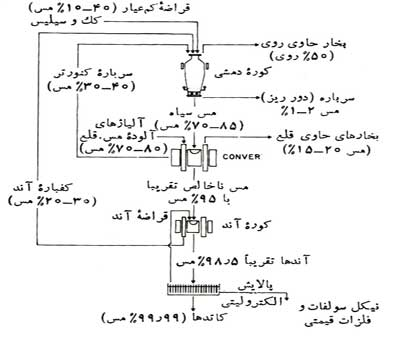 قراضهٔ کم‌عیار (۴۰–۱۰٪ مس)
کک و سیلیس
بخار حاوی روی
(۵۰٪ روی)
سربارهٔ کنورتر
(۴۰–۳۰٪ مس)
کورهٔ دمشی
سرباره (دور ریز)
مس ۲–۱٪
مس سیاه
(۸۵–۷۰٪ مس)
آلیاژهای
آلودهٔ مس.قلع
(۸۰–۷۰٪ مس)
بخارهای حاوی قلع
(مس ۲۰–۱۵٪)
CONVER
مس ناخالص تقریبا
با ۹۵٪ مس
کفبارهٔ آند
(۳۰–۲۰٪ مس)
قراضهٔ آند
کورهٔ آند
آندها تقریباً ۹۸٫۵٪ مس
پالایش
الکترولیتی
نیکل سولفات و
فلزات قیمتی
کاتدها (۹۹٫۹۹٪ مس)